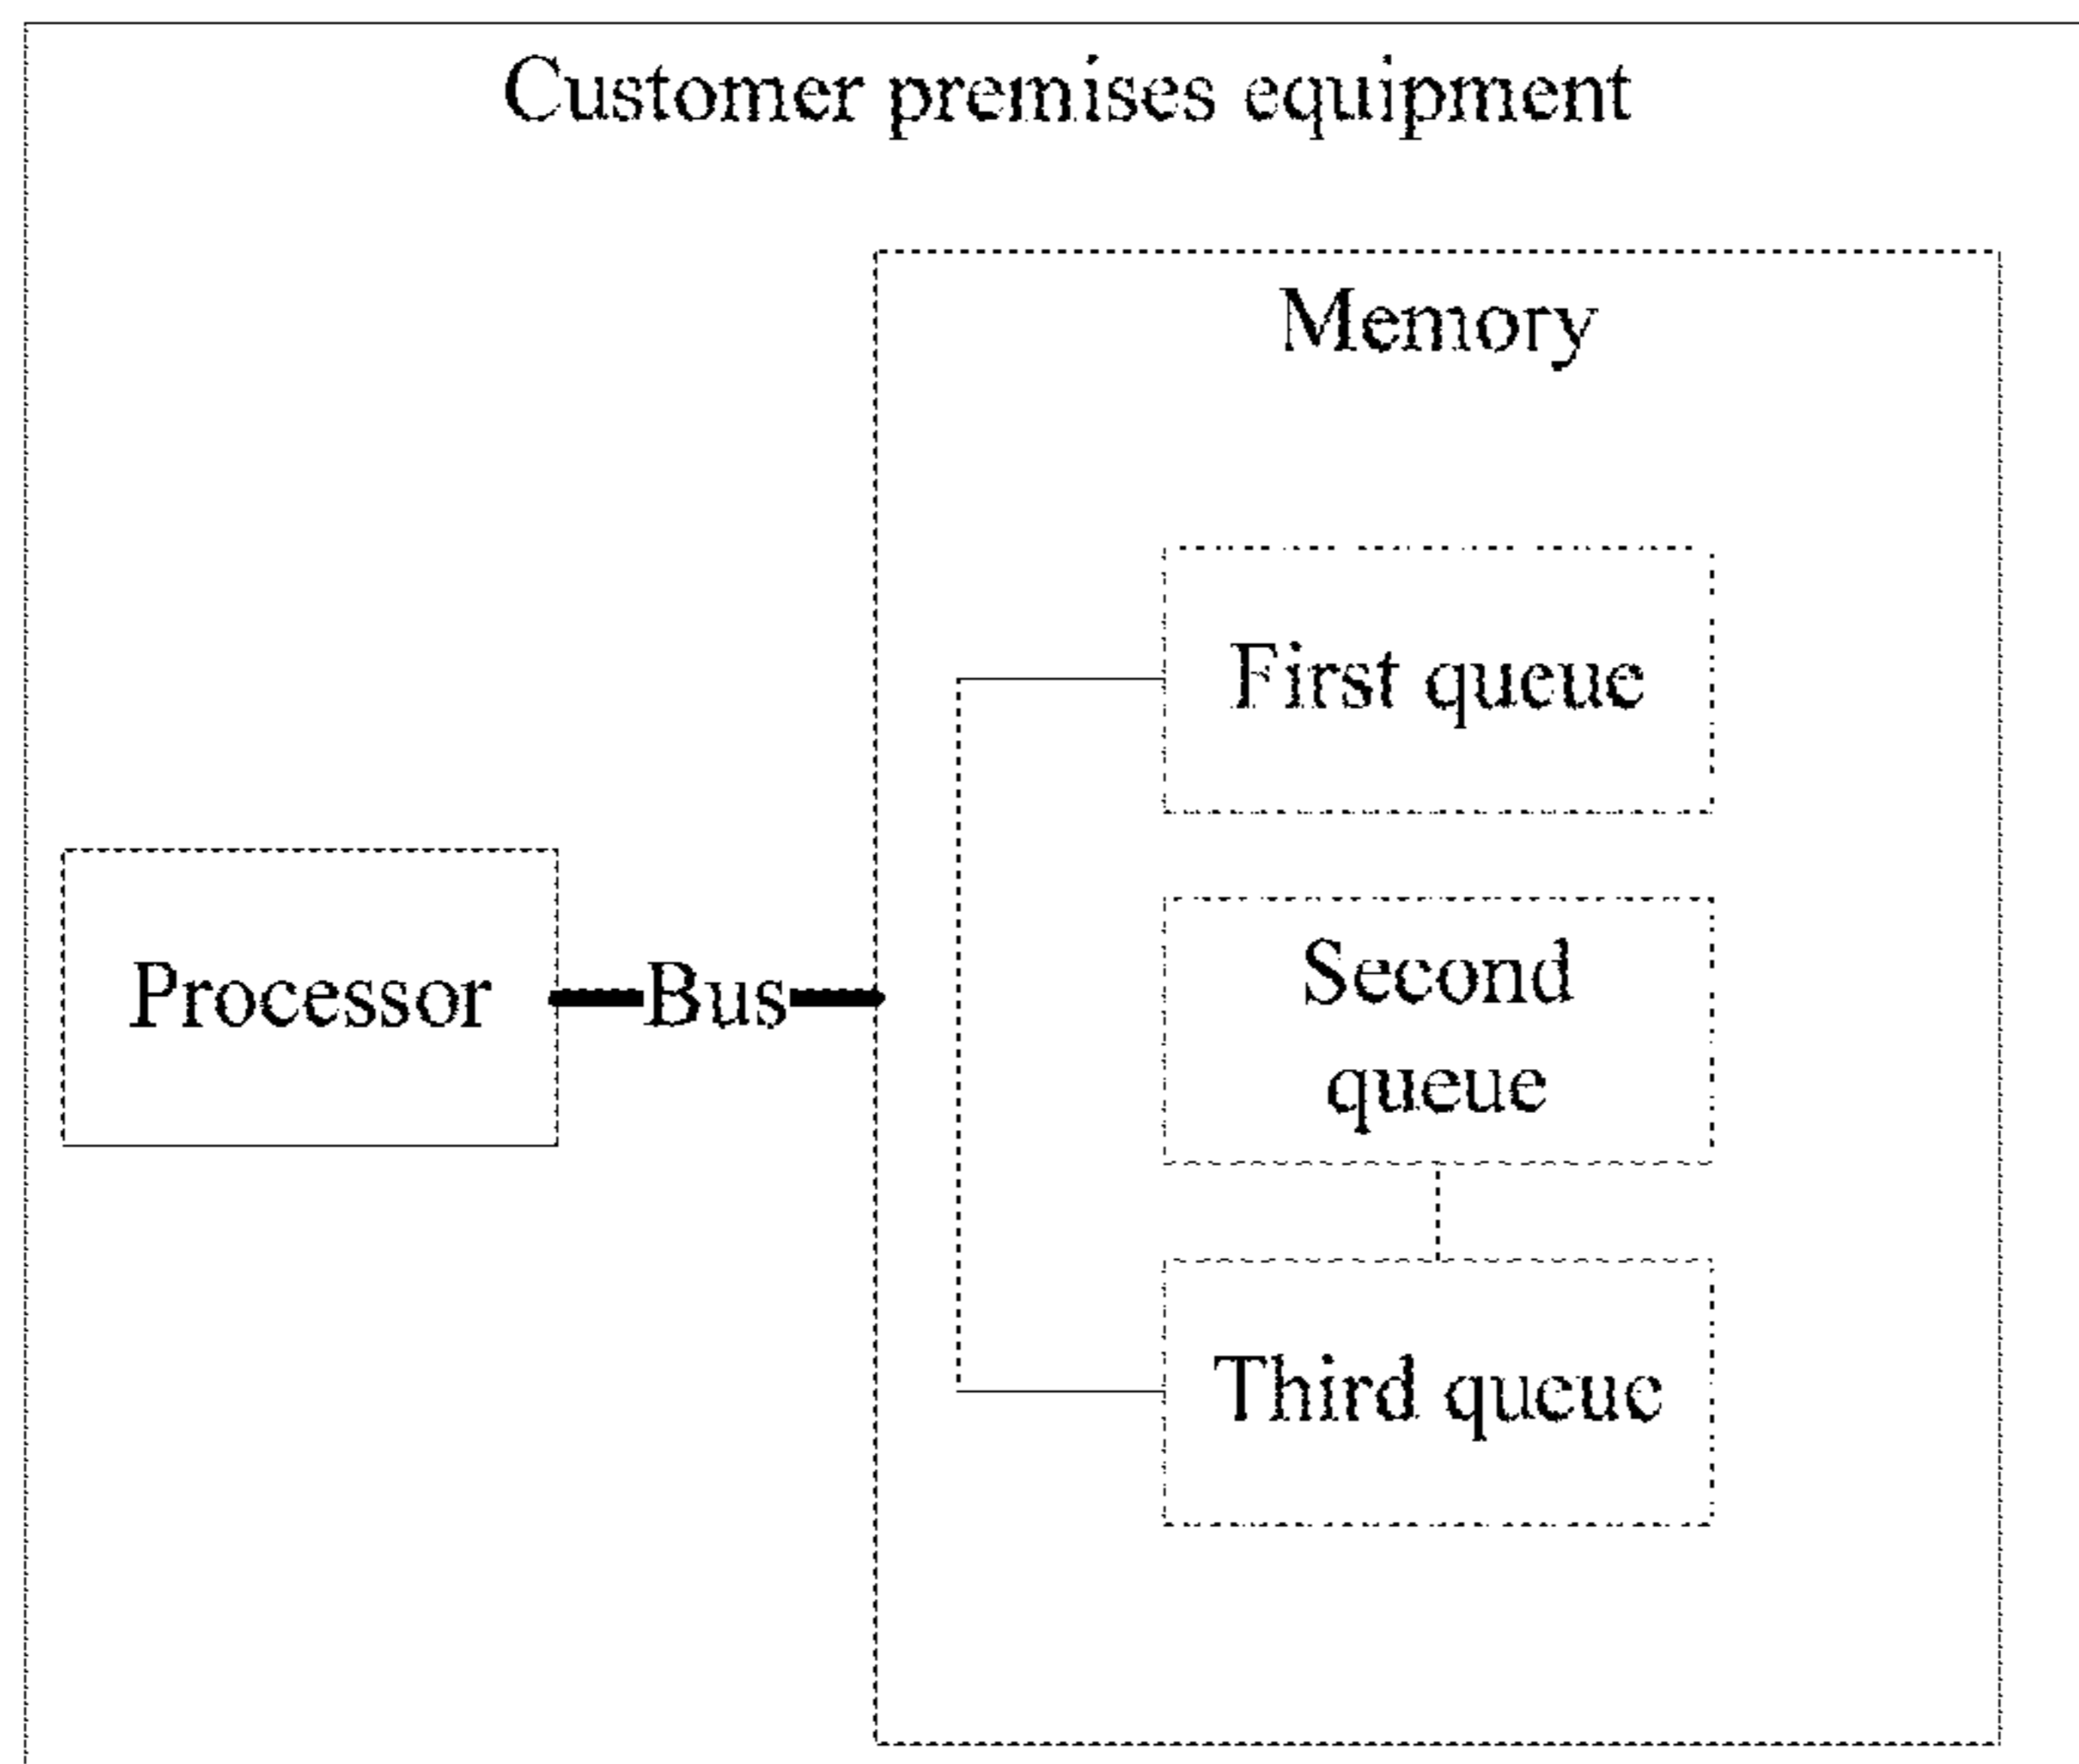 Customer premises equipment
Memory
First queue
Processor
Bus
Second
queue
Third queue